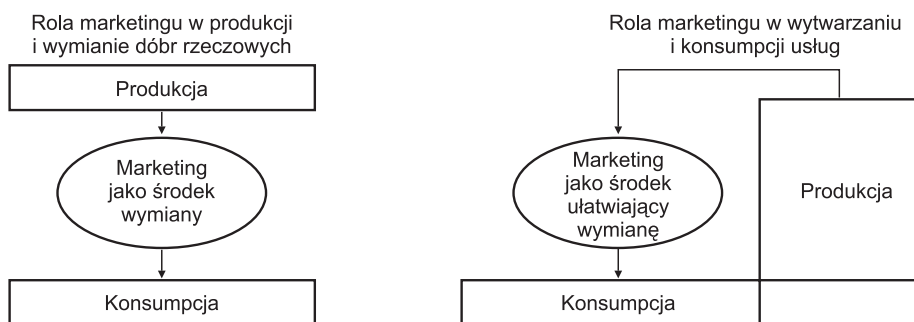 Rola marketingu w produkcji
i wymianie dóbr rzeczowych
Produkcja
Marketing
jako środek
wymiany
Konsumpcja
Rola marketingu w wytwarzaniu
i konsumpcji usług
Marketing
jako środek
ułatwiający
wymianę
Produkcja
Konsumpcja